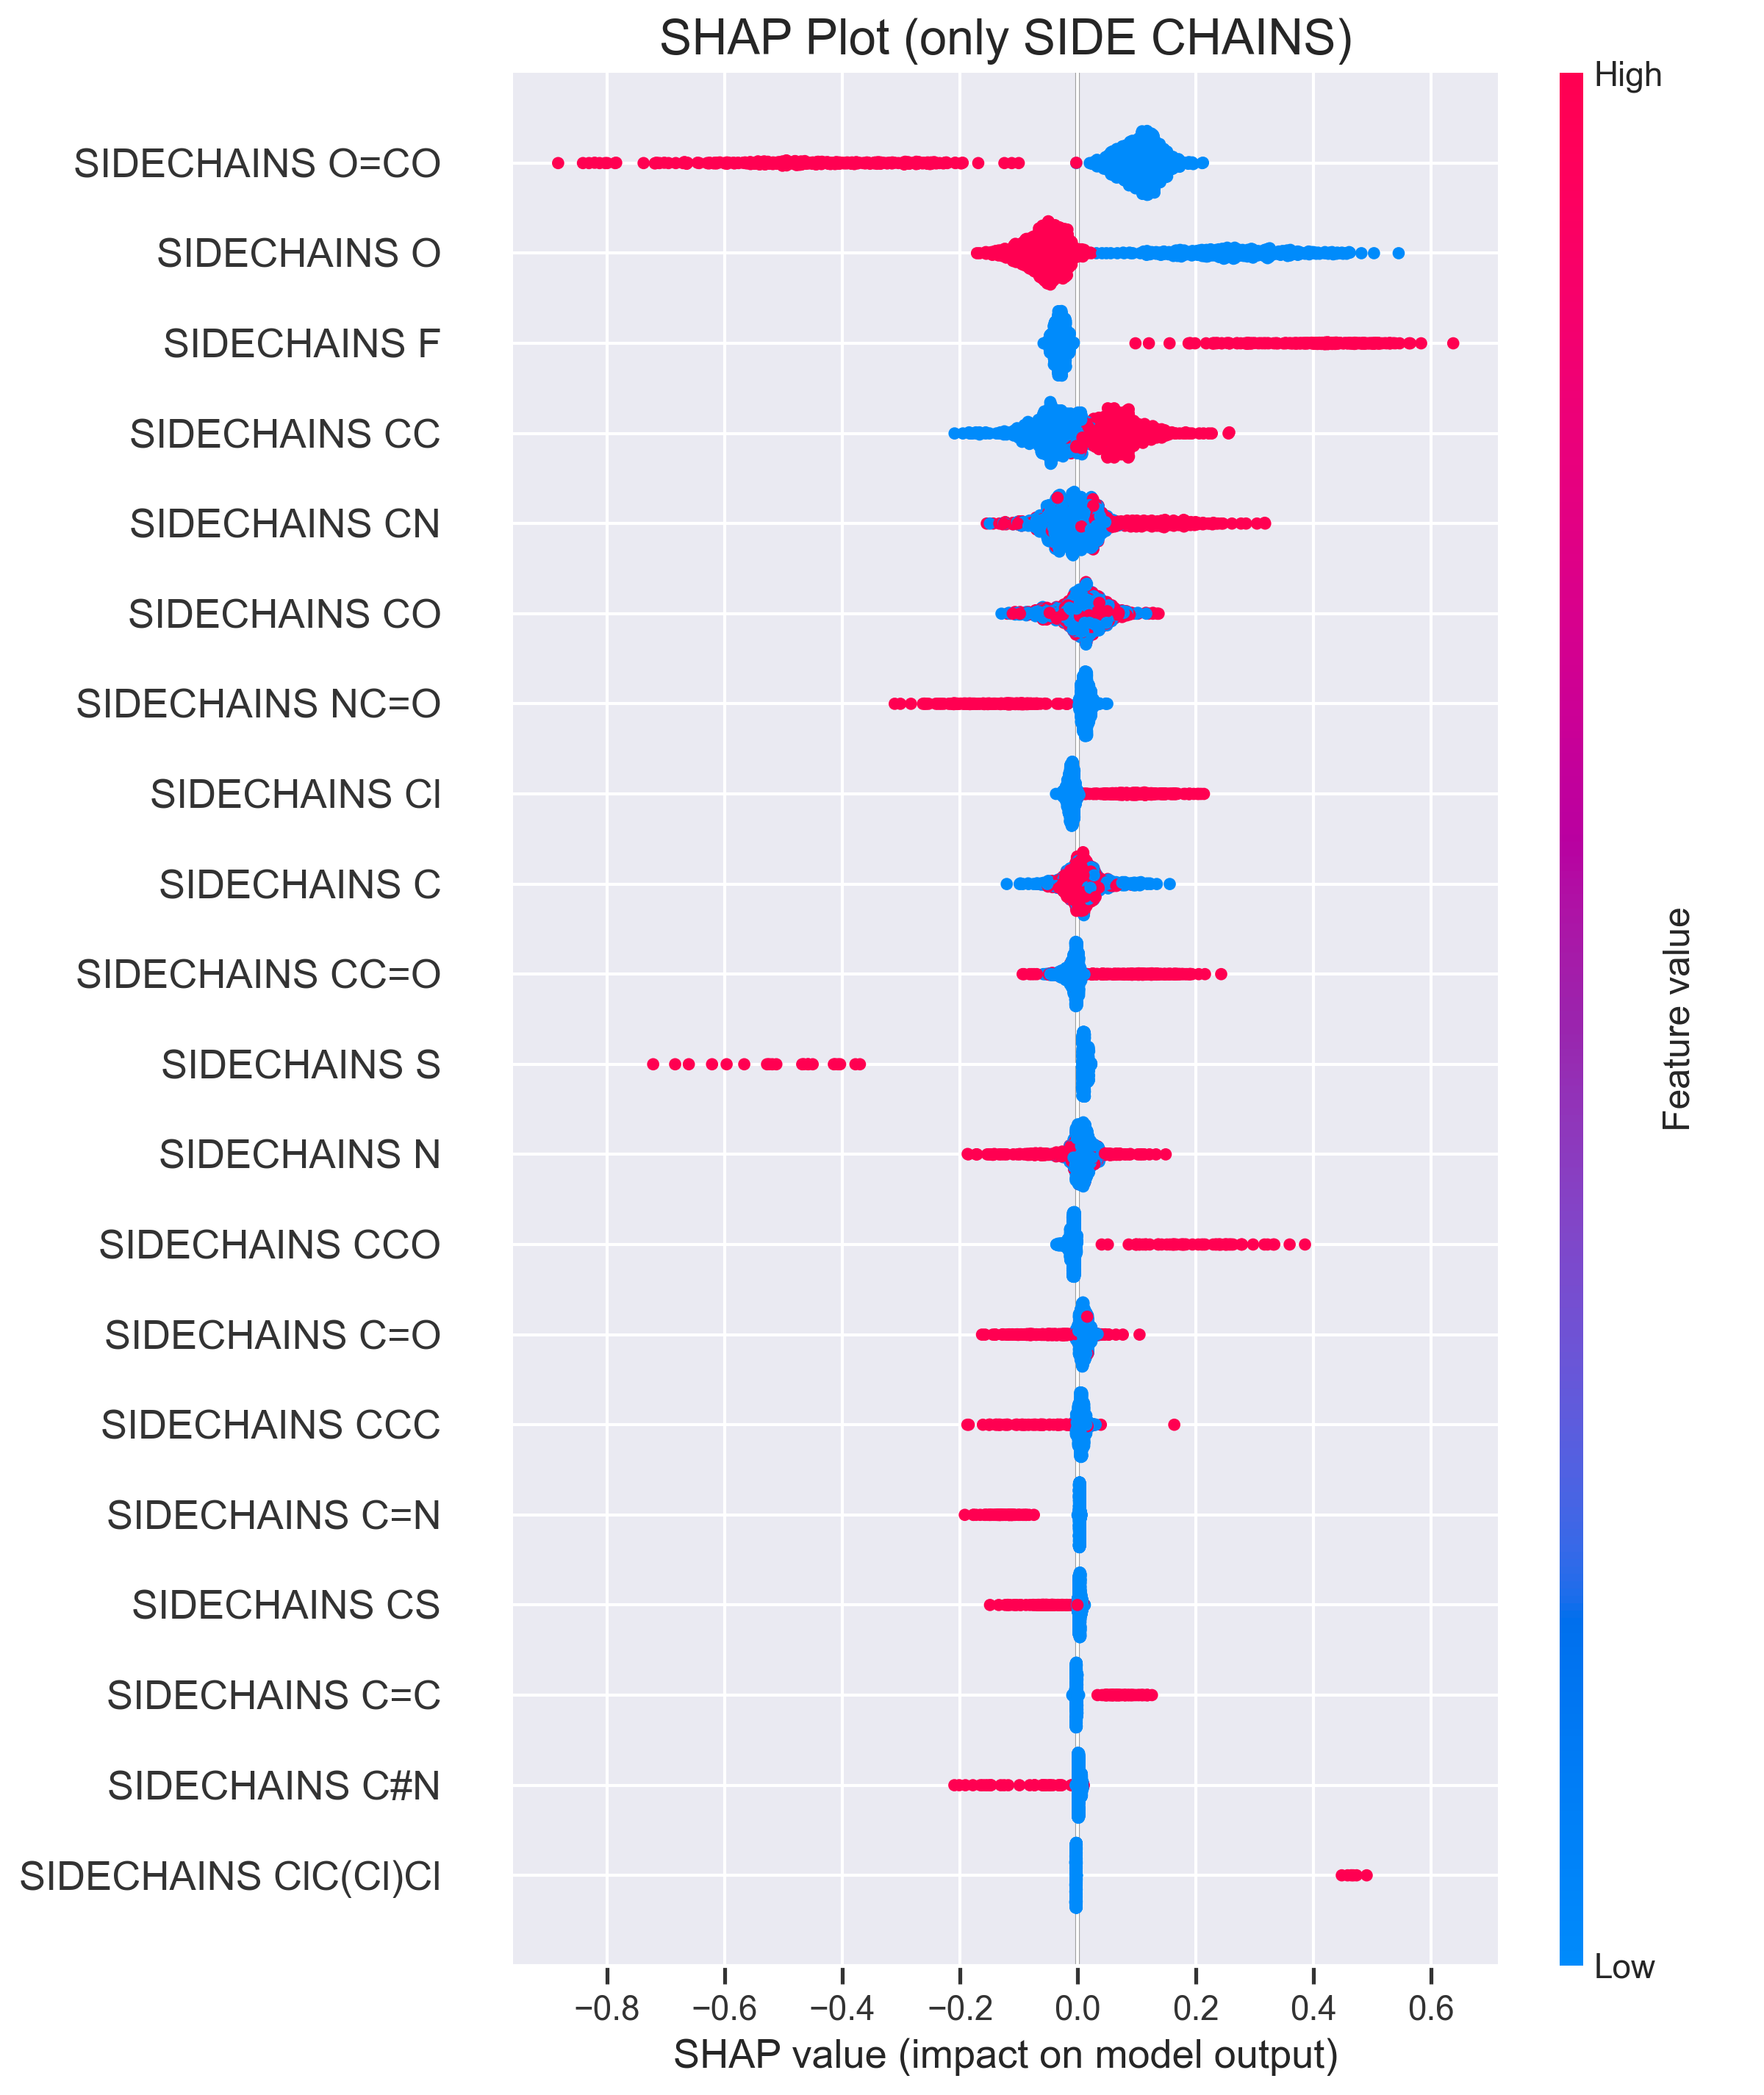 SHAP Plot (only SIDE CHAINS)
High
SIDECHAINS O=CO
SIDECHAINS O
SIDECHAINS F
SIDECHAINS CC
SIDECHAINS CN
SIDECHAINS CO
SIDECHAINS NC=O
SIDECHAINS Cl
SIDECHAINS C
SIDECHAINS CC=O
SIDECHAINS S
SIDECHAINS N
SIDECHAINS CCO
SIDECHAINS C=O
SIDECHAINS CCC
SIDECHAINS C=N
SIDECHAINS CS
SIDECHAINS C=C
SIDECHAINS C#N
SIDECHAINS ClC(Cl)Cl
Feature value
Low
−0.8 −0.6 −0.4 −0.2 0.0 0.2 0.4 0.6
SHAP value (impact on model output)